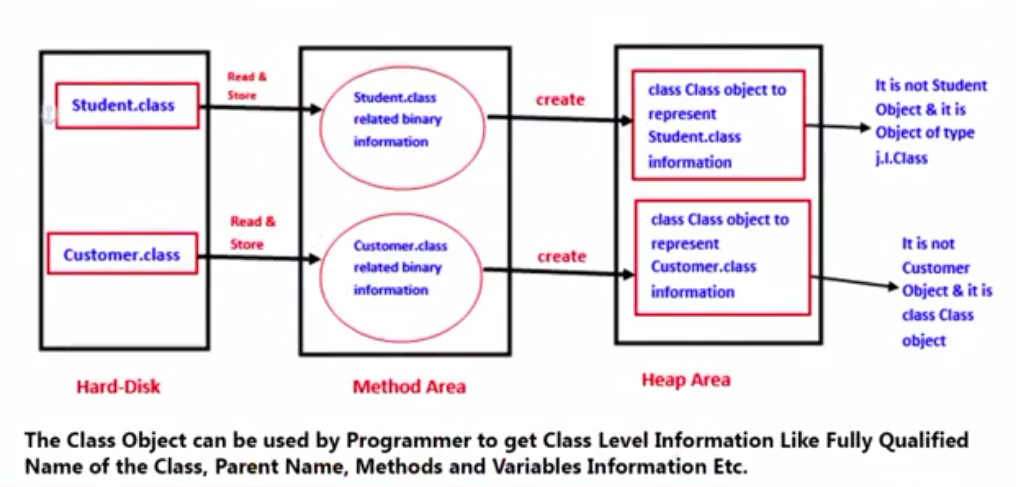 Student.class
Read &
Store
Student.class
related binary
information
create
class Class object to
represent
Student.class
information
It is not Student
Object & it is
Object of type
j.l.Class
Customer.class
Read &
Store
Customer.class
related binary
information
create
class Class object to
represent
Customer.class
information
It is not
Customer
Object & it is
class Class
object
Hard-Disk
Method Area
Heap Area
The Class Object can be used by Programmer to get Class Level Information Like Fully Qualified
Name of the Class, Parent Name, Methods and Variables Information Etc.